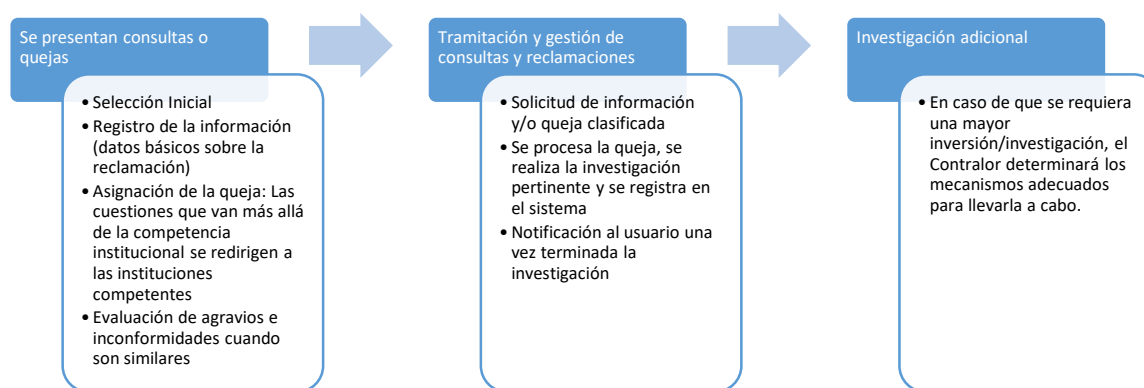 Se presentan consultas o
quejas
• Selección Inicial
• Registro de la información
(datos básicos sobre la
reclamación)
• Asignación de la queja: Las
cuestiones que van más allá
de la competencia
institucional se redirigen a
las instituciones
competentes
• Evaluación de agravios e
inconformidades cuando
son similares
Tramitación y gestión de
consultas y reclamaciones
• Solicitud de información
y/o queja clasificada
• Se procesa la queja, se
realiza la investigación
pertinente y se registra en
el sistema
• Notificación al usuario una
vez terminada la
investigación
Investigación adicional
• En caso de que se requiera
una mayor
inversión/investigación, el
Contralor determinará los
mecanismos adecuados
para llevarla a cabo.